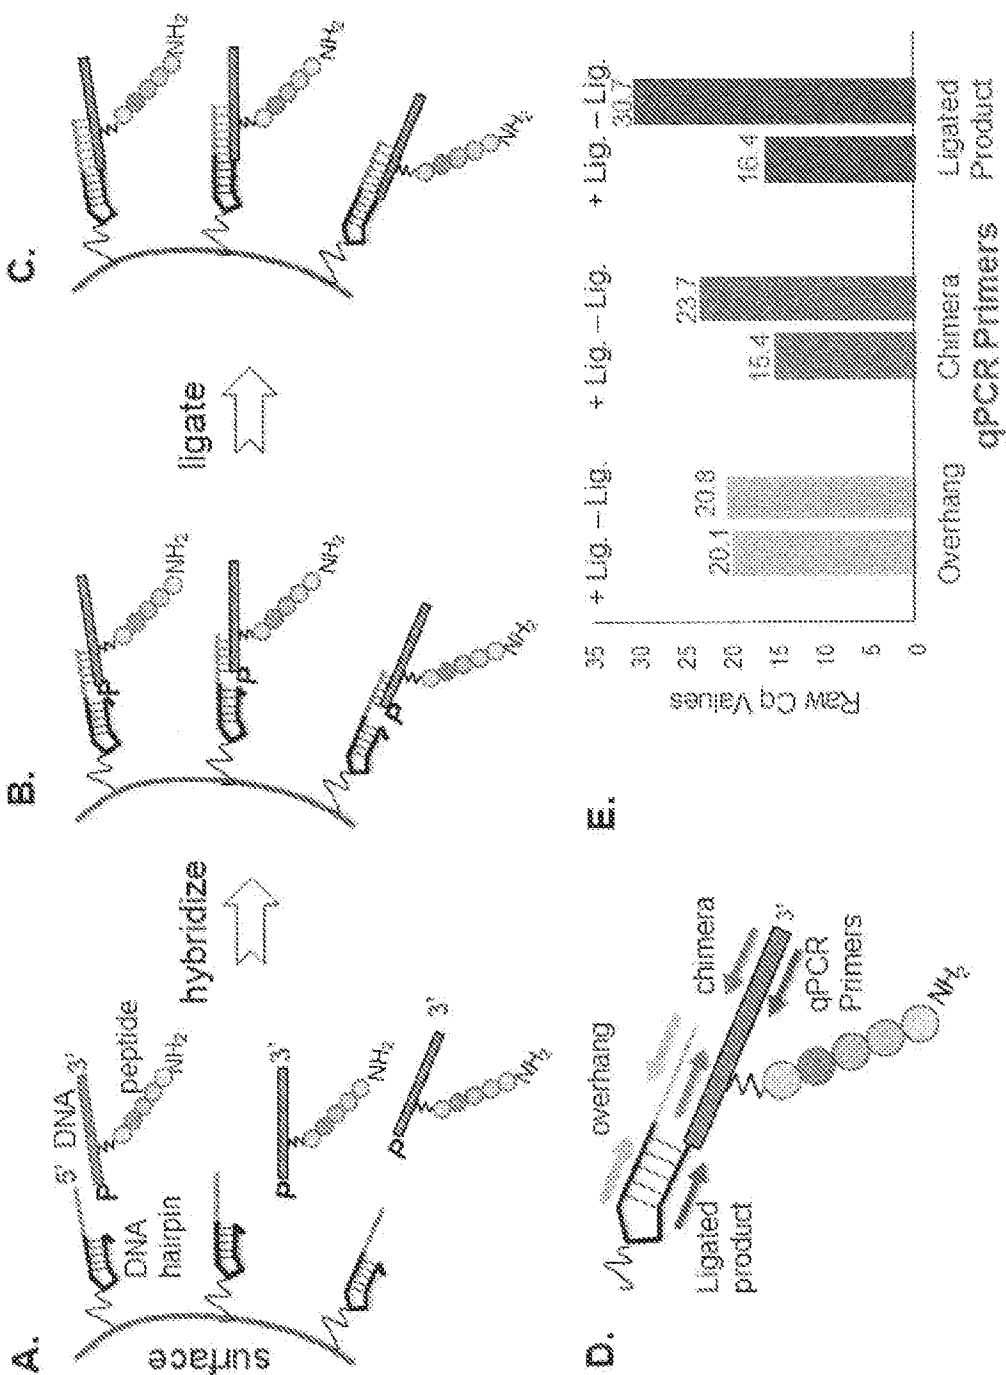 A.
surface
5' DNA
3'
P
DNA
hairpin
peptide
NH2
P
3'
NH2
P
3'
NH2
hybridize
B.
P
NH2
P
NH2
P
NH2
ligate
C.
NH2
NH2
NH2
D.
overhang
chimera
3'
Ligated
product
qPCR
Primers
NH2
E.
Raw Cq Values
35
30
25
20
15
10
5
0
+ Lig. – Lig.
+ Lig. – Lig.
+ Lig. – Lig.
20.1
20.8
15.4
23.7
16.4
30.7
Overhang
Chimera
Ligated
Product
qPCR Primers